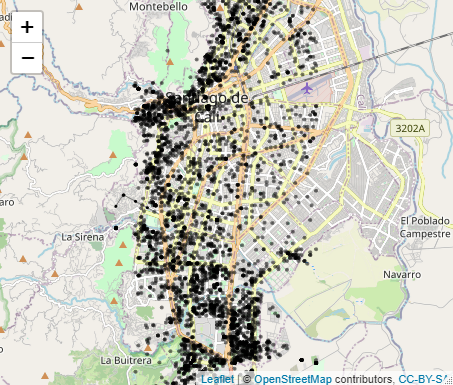 Montebello
+
−
Santiago de
Cali
3202A
aro
El Poblado
Campestre
La Sirena
Navarro
La Buitrera
Leaflet | © OpenStreetMap contributors, CC-BY-SA